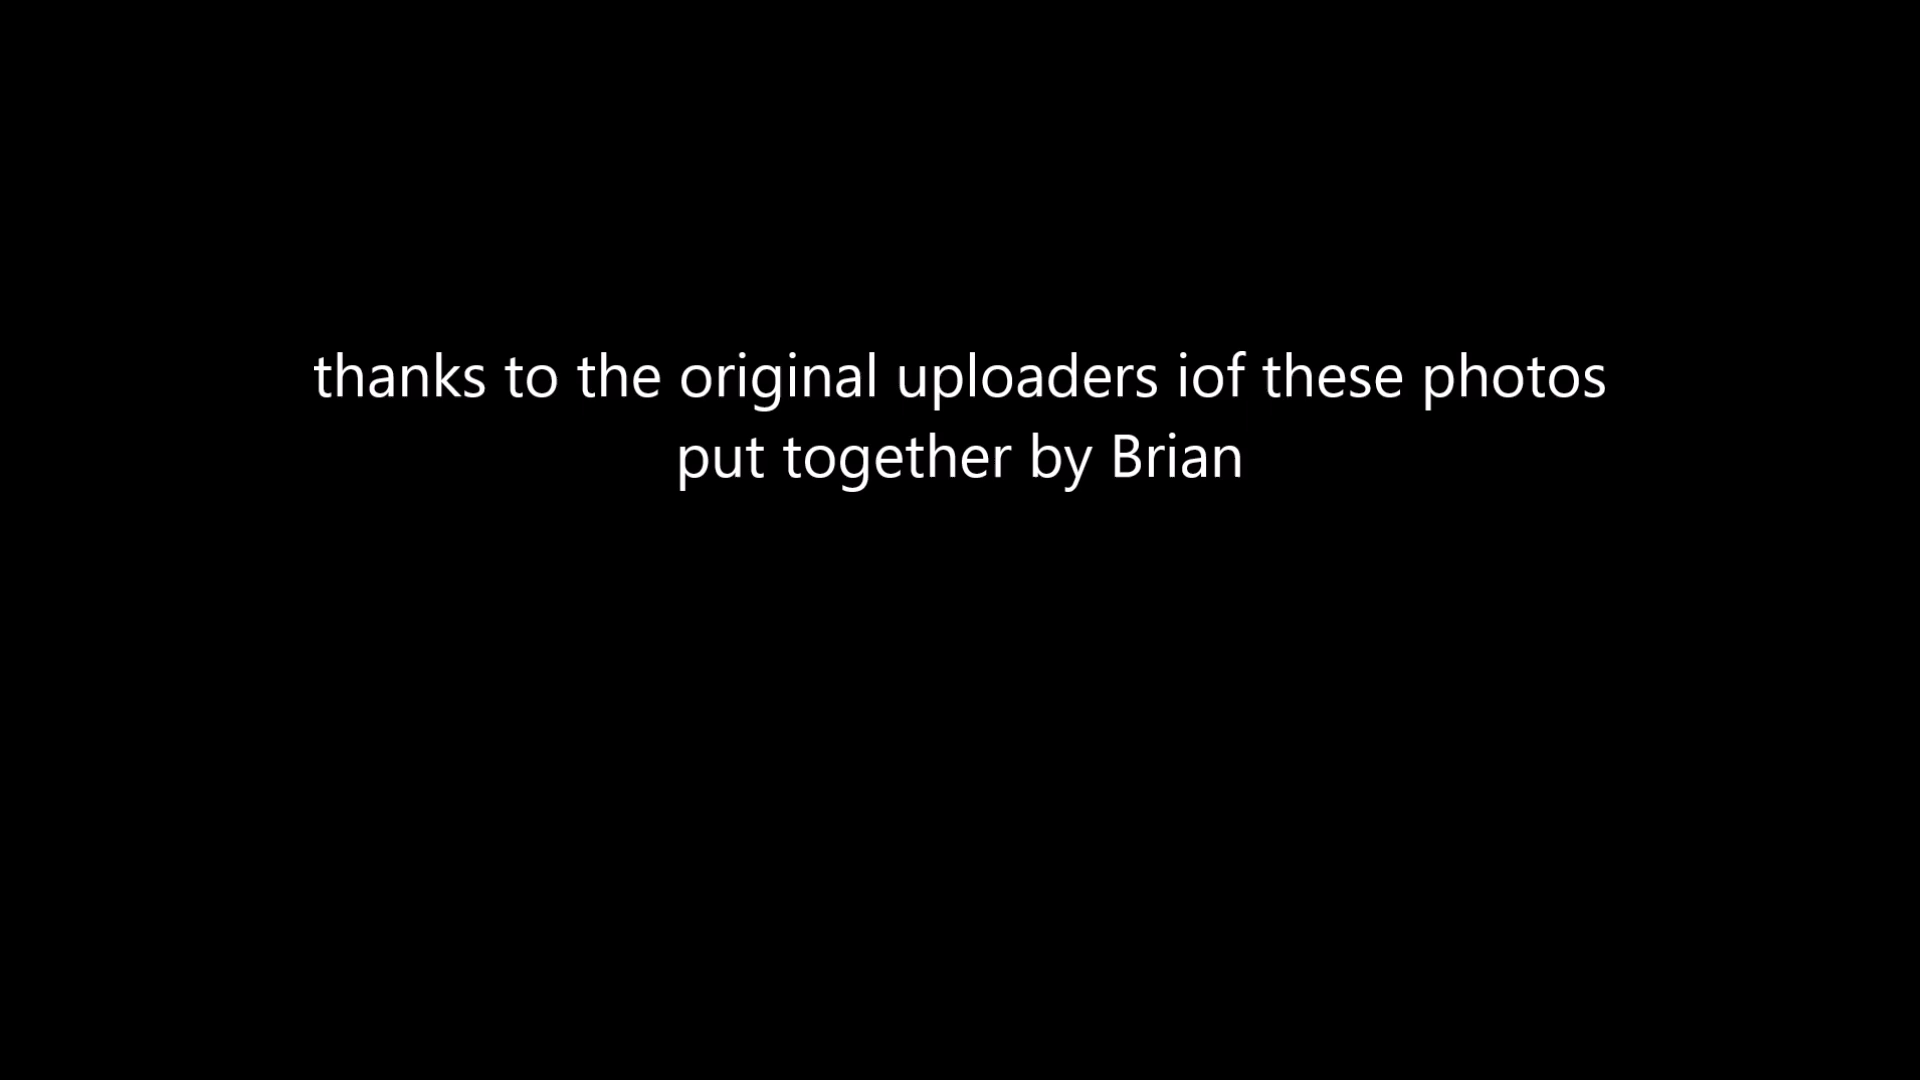 thanks to the original uploaders iof these photos
put together by Brian